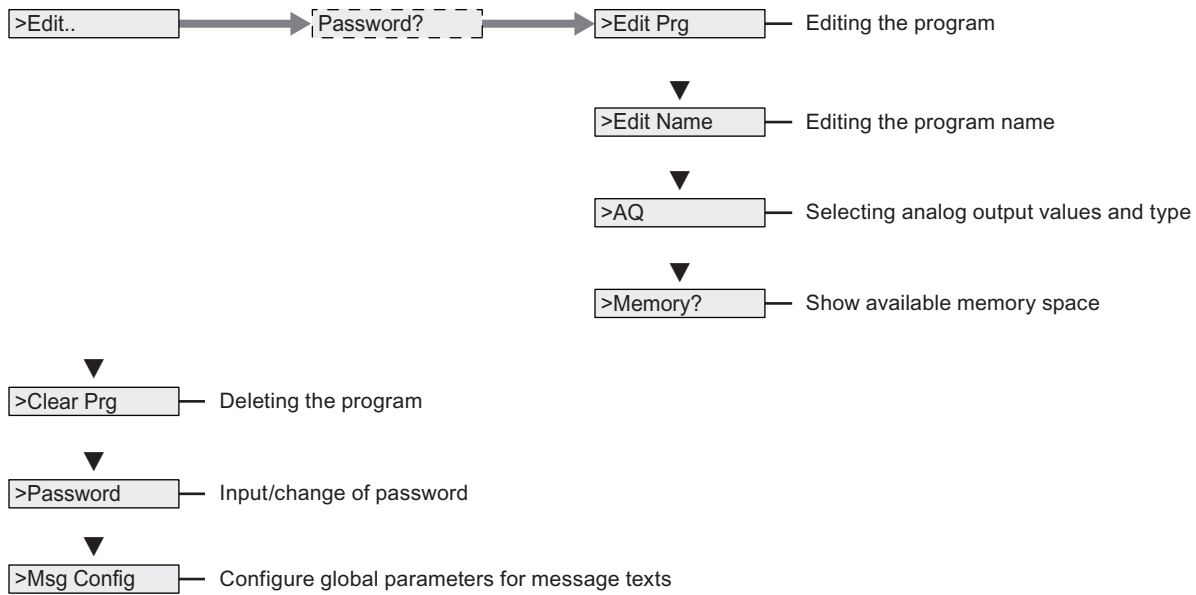 >Edit.. Password? >Edit Prg Editing the program
>Edit Name Editing the program name
>AQ Selecting analog output values and type
>Memory? Show available memory space
>Clear Prg Deleting the program
>Password Input/change of password
>Msg Config Configure global parameters for message texts